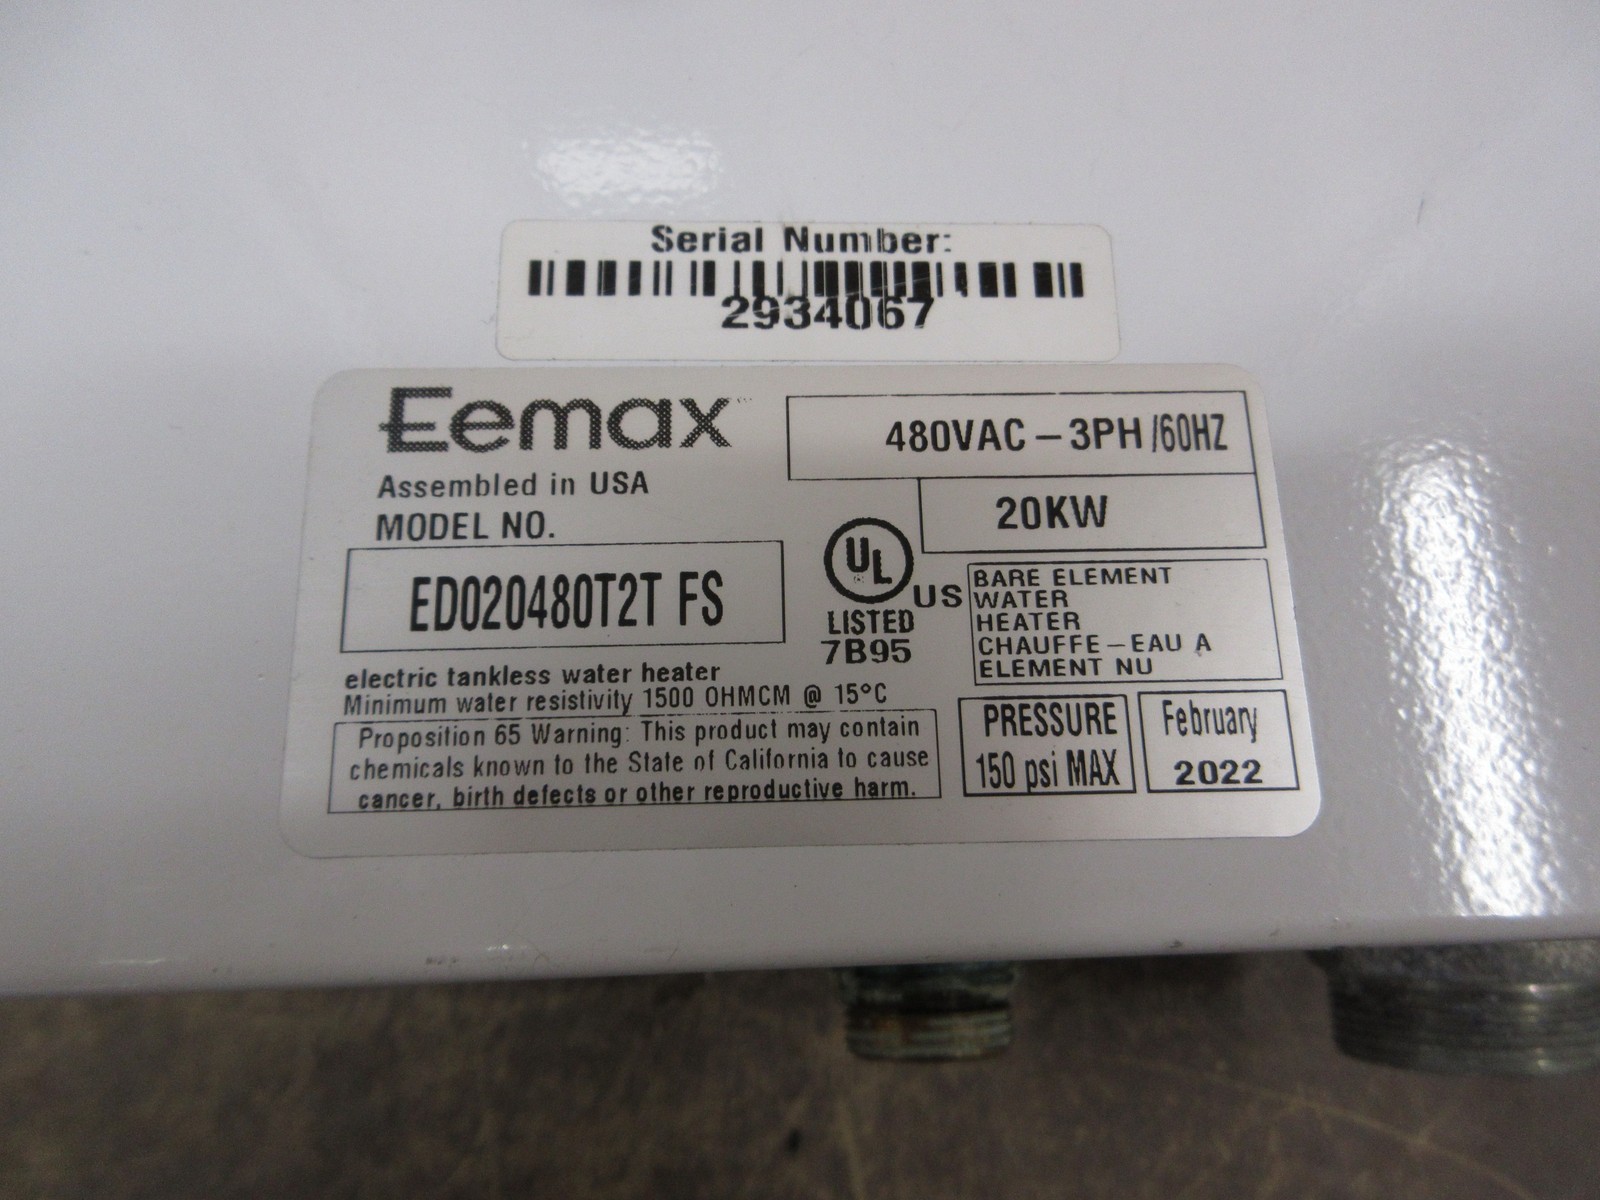 Serial Number:
2934067
Eemax
Assembled in USA
MODEL NO.
ED020480T2T FS
480VAC – 3PH /60HZ
20KW
UL
US
LISTED
7B95
BARE ELEMENT
WATER
HEATER
CHAUFFE – EAU A
ELEMENT NU
electric tankless water heater
Minimum water resistivity 1500 OHMCM @ 15°C
Proposition 65 Warning: This product may contain
chemicals known to the State of California to cause
cancer, birth defects or other reproductive harm.
PRESSURE
150 psi MAX
February
2022